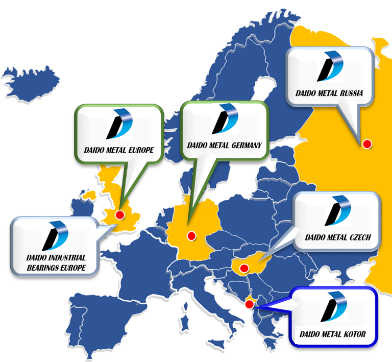 DAIDO METAL RUSSIA
DAIDO METAL EUROPE
DAIDO METAL GERMANY
DAIDO METAL CZECH
DAIDO INDUSTRIAL
BEARINGS EUROPE
DAIDO METAL KOTOR